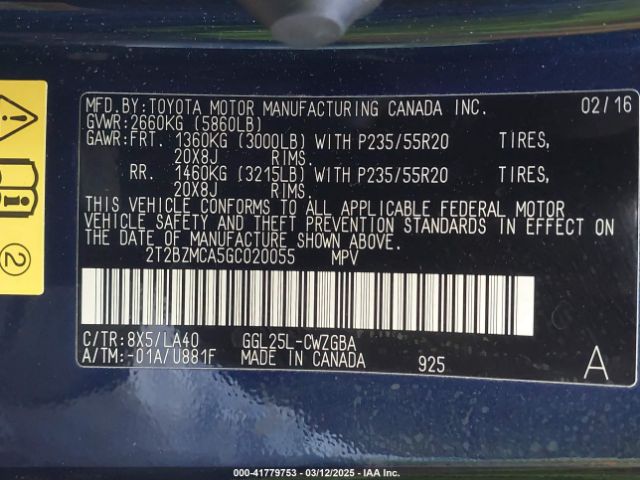 MFD.BY:TOYOTA MOTOR MANUFACTURING CANADA INC. 02/16
GVWR:2660KG (5860LB)
GAWR:FRT. 1360KG (3000LB) WITH P235/55R20 TIRES,
20X8J RIMS.
RR. 1460KG (3215LB) WITH P235/55R20 TIRES,
20X8J RIMS.
THIS VEHICLE CONFORMS TO ALL APPLICABLE FEDERAL MOTOR
VEHICLE SAFETY AND THEFT PREVENTION STANDARDS IN EFFECT ON
THE DATE OF MANUFACTURE SHOWN ABOVE.
2T2BZMCA5GC020055 MPV
C/TR:8X5/LA40 GGL25L-CWZGBA
A/TM:-01A/U881F MADE IN CANADA 925 A
2
000-41779753 - 03/12/2025 - IAA Inc.